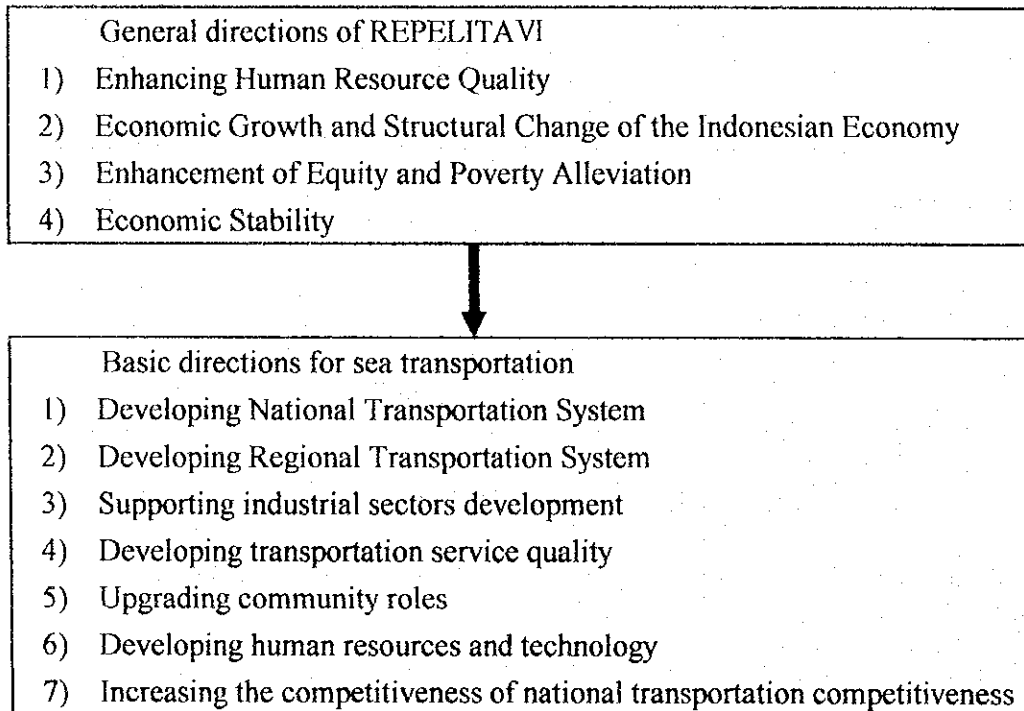 General directions of REPELITAVI
1) Enhancing Human Resource Quality
2) Economic Growth and Structural Change of the Indonesian Economy
3) Enhancement of Equity and Poverty Alleviation
4) Economic Stability
Basic directions for sea transportation
1) Developing National Transportation System
2) Developing Regional Transportation System
3) Supporting industrial sectors development
4) Developing transportation service quality
5) Upgrading community roles
6) Developing human resources and technology
7) Increasing the competitiveness of national transportation competitiveness